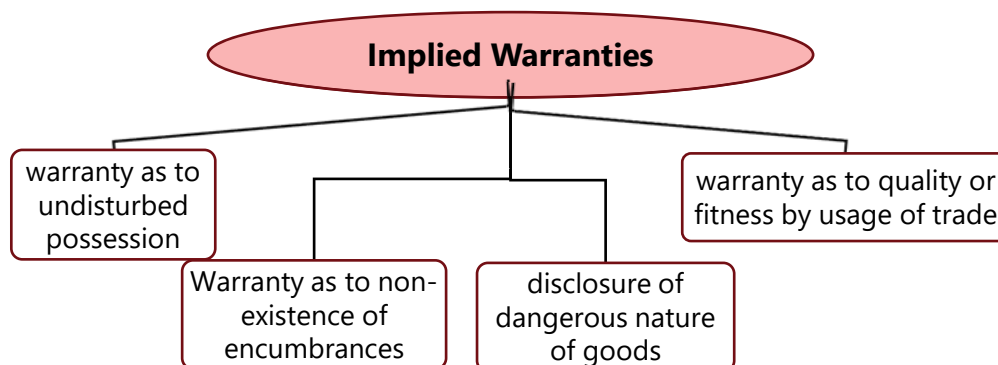 Implied Warranties
warranty as to
undisturbed
possession
warranty as to quality or
fitness by usage of trade
Warranty as to non-
existence of
encumbrances
disclosure of
dangerous nature
of goods